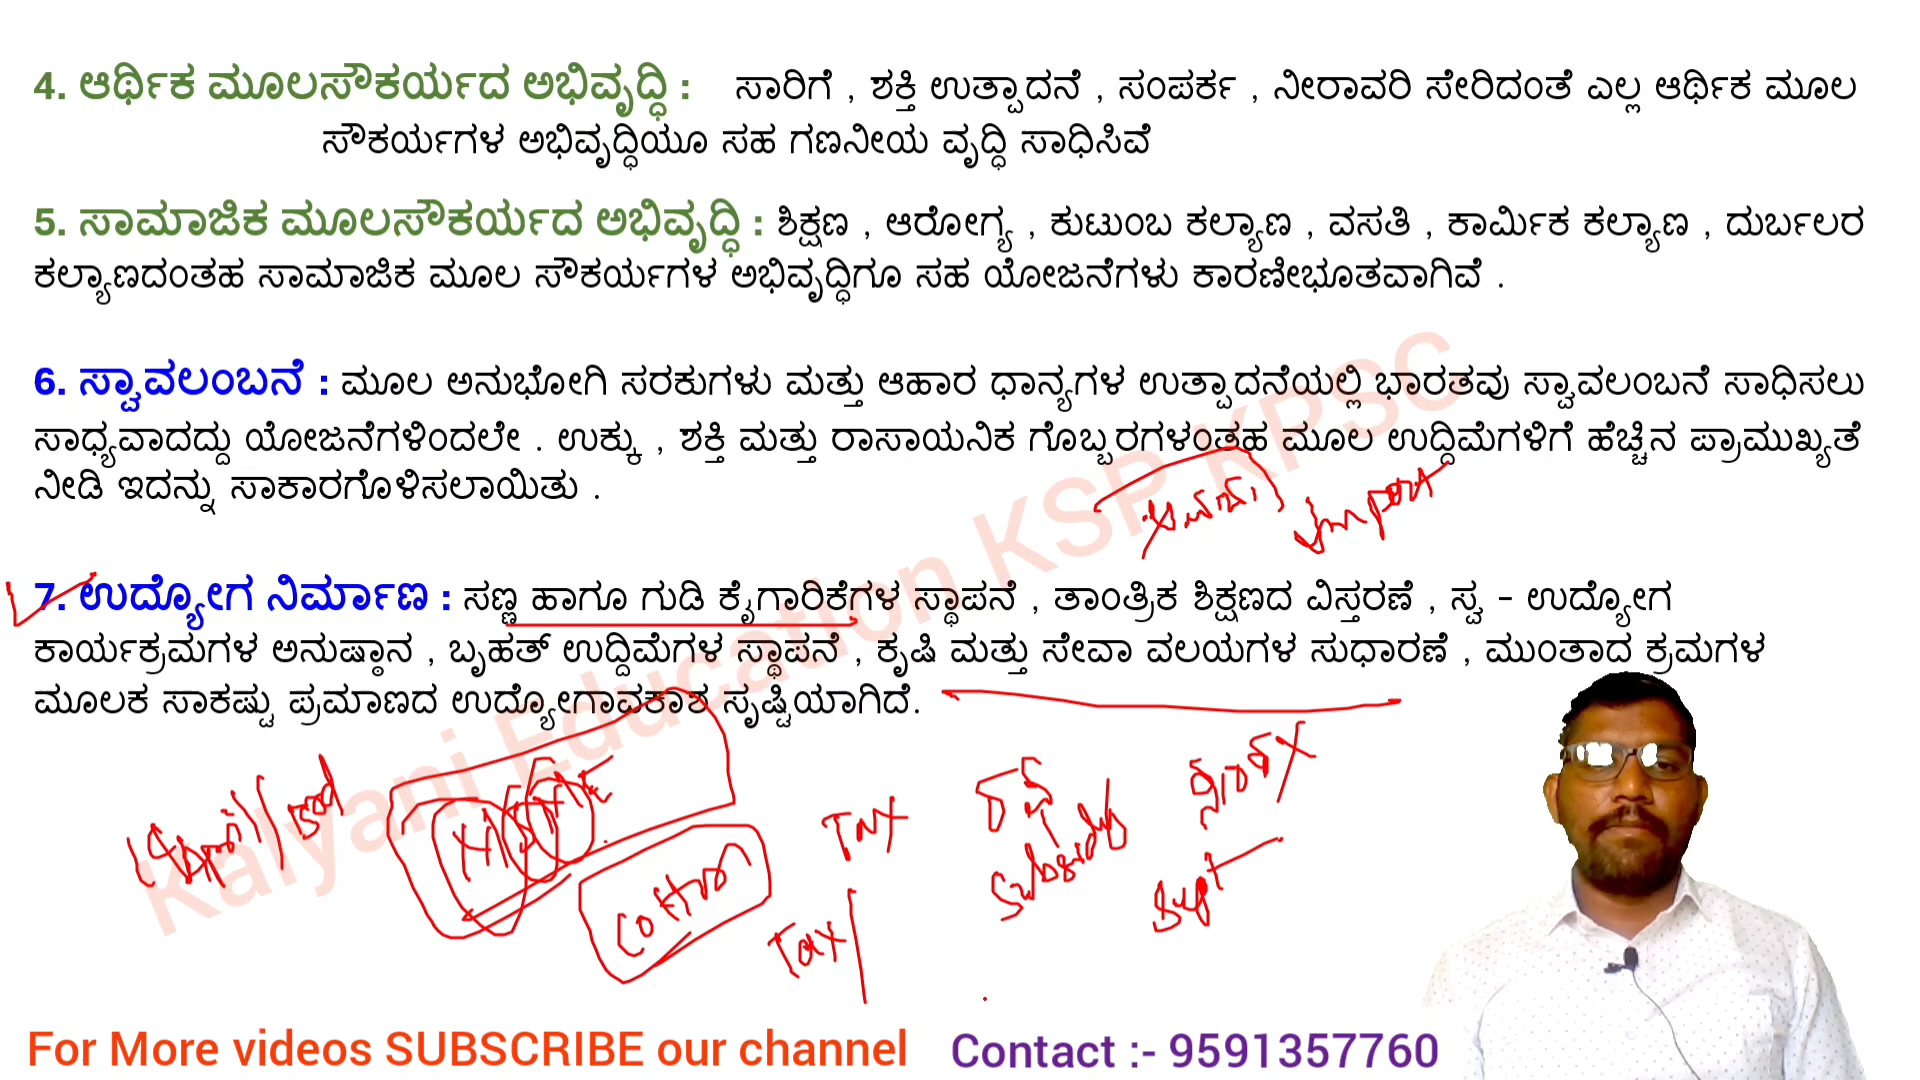 4. ಆರ್ಥಿಕ ಮೂಲಸೌಕರ್ಯದ ಅಭಿವೃದ್ಧಿ : ಸಾರಿಗೆ , ಶಕ್ತಿ ಉತ್ಪಾದನೆ , ಸಂಪರ್ಕ , ನೀರಾವರಿ ಸೇರಿದಂತೆ ಎಲ್ಲ ಆರ್ಥಿಕ ಮೂಲ
ಸೌಕರ್ಯಗಳ ಅಭಿವೃದ್ಧಿಯೂ ಸಹ ಗಣನೀಯ ವೃದ್ಧಿ ಸಾಧಿಸಿವೆ
5. ಸಾಮಾಜಿಕ ಮೂಲಸೌಕರ್ಯದ ಅಭಿವೃದ್ಧಿ : ಶಿಕ್ಷಣ , ಆರೋಗ್ಯ , ಕುಟುಂಬ ಕಲ್ಯಾಣ , ವಸತಿ , ಕಾರ್ಮಿಕ ಕಲ್ಯಾಣ , ದುರ್ಬಲರ
ಕಲ್ಯಾಣದಂತಹ ಸಾಮಾಜಿಕ ಮೂಲ ಸೌಕರ್ಯಗಳ ಅಭಿವೃದ್ಧಿಗೂ ಸಹ ಯೋಜನೆಗಳು ಕಾರಣೀಭೂತವಾಗಿವೆ .
6. ಸ್ವಾವಲಂಬನೆ : ಮೂಲ ಅನುಭೋಗಿ ಸರಕುಗಳು ಮತ್ತು ಆಹಾರ ಧಾನ್ಯಗಳ ಉತ್ಪಾದನೆಯಲ್ಲಿ ಭಾರತವು ಸ್ವಾವಲಂಬನೆ ಸಾಧಿಸಲು
ಸಾಧ್ಯವಾದದ್ದು ಯೋಜನೆಗಳಿಂದಲೇ . ಉಕ್ಕು , ಶಕ್ತಿ ಮತ್ತು ರಾಸಾಯನಿಕ ಗೊಬ್ಬರಗಳಂತಹ ಮೂಲ ಉದ್ದಿಮೆಗಳಿಗೆ ಹೆಚ್ಚಿನ ಪ್ರಾಮುಖ್ಯತೆ
ನೀಡಿ ಇದನ್ನು ಸಾಕಾರಗೊಳಿಸಲಾಯಿತು .
Import
7. ಉದ್ಯೋಗ ನಿರ್ಮಾಣ : ಸಣ್ಣ ಹಾಗೂ ಗುಡಿ ಕೈಗಾರಿಕೆಗಳ ಸ್ಥಾಪನೆ , ತಾಂತ್ರಿಕ ಶಿಕ್ಷಣದ ವಿಸ್ತರಣೆ , ಸ್ವ – ಉದ್ಯೋಗ
ಕಾರ್ಯಕ್ರಮಗಳ ಅನುಷ್ಠಾನ , ಬೃಹತ್ ಉದ್ದಿಮೆಗಳ ಸ್ಥಾಪನೆ , ಕೃಷಿ ಮತ್ತು ಸೇವಾ ವಲಯಗಳ ಸುಧಾರಣೆ , ಮುಂತಾದ ಕ್ರಮಗಳ
ಮೂಲಕ ಸಾಕಷ್ಟು ಪ್ರಮಾಣದ ಉದ್ಯೋಗಾವಕಾಶ ಸೃಷ್ಟಿಯಾಗಿದೆ.
Tax
Subsidy
Cotton
Tax
Kalyani Education KSP KPSC
For More videos SUBSCRIBE our channel Contact :- 9591357760